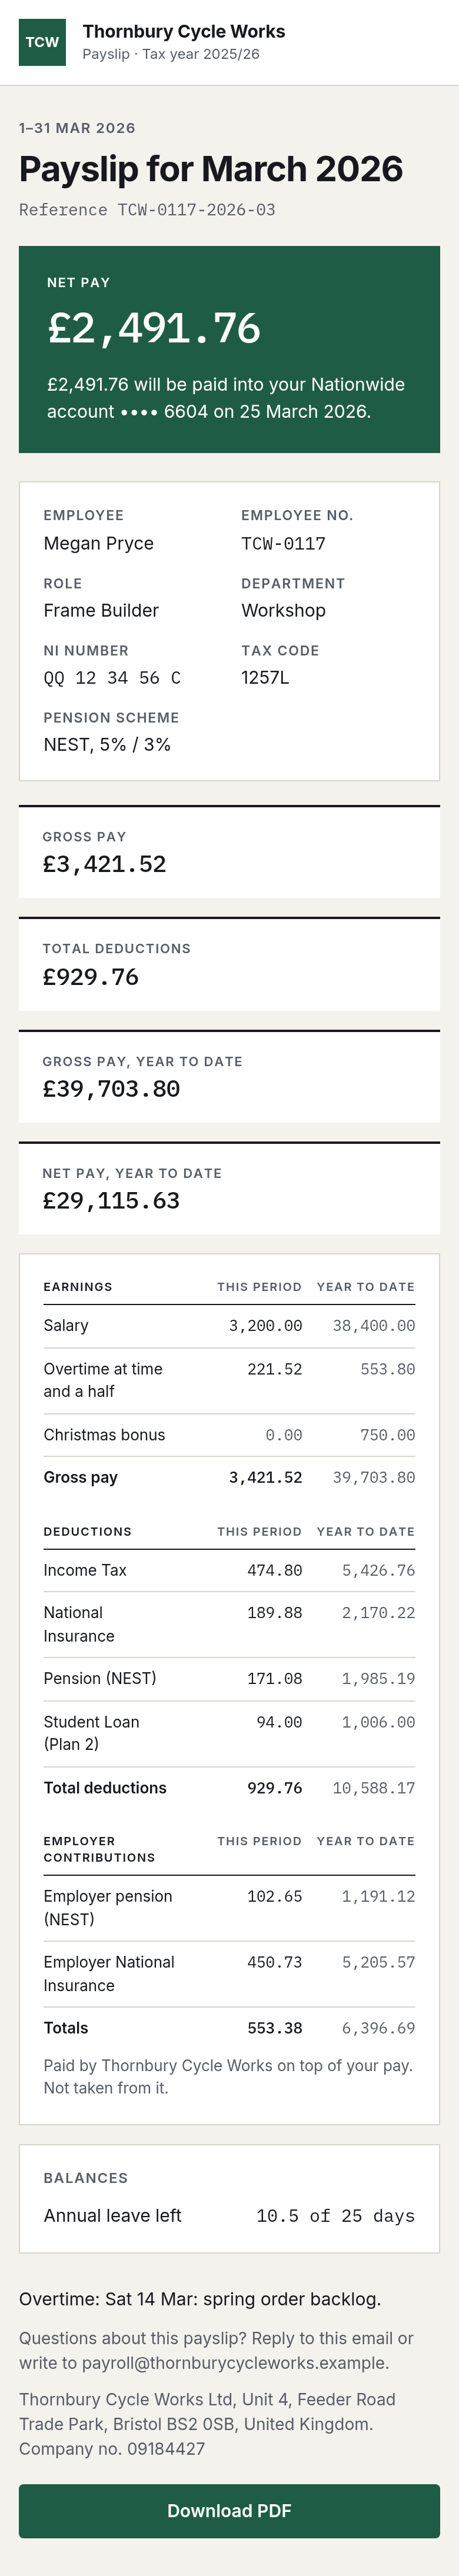 TCW
Thornbury Cycle Works
Payslip · Tax year 2025/26
1–31 MAR 2026
Payslip for March 2026
Reference TCW-0117-2026-03
NET PAY
£2,491.76
£2,491.76 will be paid into your Nationwide
account •••• 6604 on 25 March 2026.
EMPLOYEE EMPLOYEE NO.
Megan Pryce TCW-0117
ROLE DEPARTMENT
Frame Builder Workshop
NI NUMBER TAX CODE
QQ 12 34 56 C 1257L
PENSION SCHEME
NEST, 5% / 3%
GROSS PAY
£3,421.52
TOTAL DEDUCTIONS
£929.76
GROSS PAY, YEAR TO DATE
£39,703.80
NET PAY, YEAR TO DATE
£29,115.63
EARNINGS THIS PERIOD YEAR TO DATE
Salary 3,200.00 38,400.00
Overtime at time 221.52 553.80
and a half
Christmas bonus 0.00 750.00
Gross pay 3,421.52 39,703.80
DEDUCTIONS THIS PERIOD YEAR TO DATE
Income Tax 474.80 5,426.76
National 189.88 2,170.22
Insurance
Pension (NEST) 171.08 1,985.19
Student Loan 94.00 1,006.00
(Plan 2)
Total deductions 929.76 10,588.17
EMPLOYER THIS PERIOD YEAR TO DATE
CONTRIBUTIONS
Employer pension 102.65 1,191.12
(NEST)
Employer National 450.73 5,205.57
Insurance
Totals 553.38 6,396.69
Paid by Thornbury Cycle Works on top of your pay.
Not taken from it.
BALANCES
Annual leave left 10.5 of 25 days
Overtime: Sat 14 Mar: spring order backlog.
Questions about this payslip? Reply to this email or
write to payroll@thornburycycleworks.example.
Thornbury Cycle Works Ltd, Unit 4, Feeder Road
Trade Park, Bristol BS2 0SB, United Kingdom.
Company no. 09184427
Download PDF